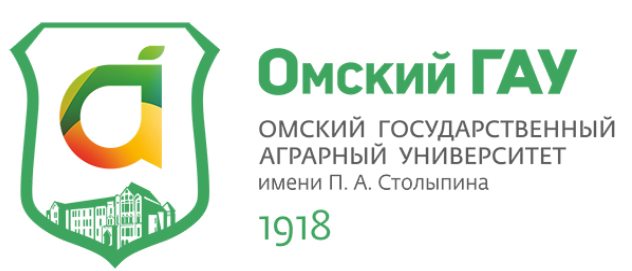 Омский ГАУ
ОМСКИЙ ГОСУДАРСТВЕННЫЙ
АГРАРНЫЙ УНИВЕРСИТЕТ
имени П. А. Столыпина
1918